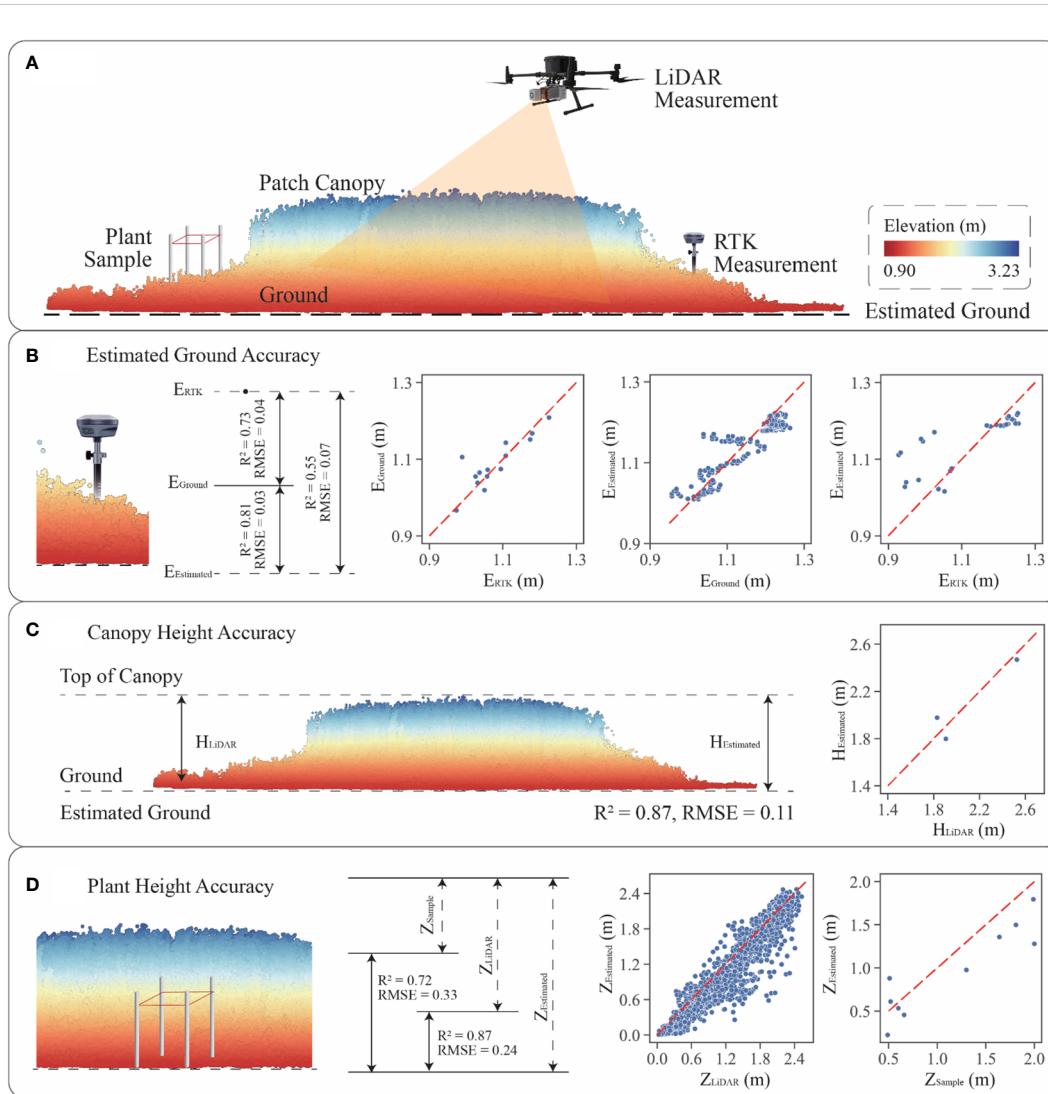 A
LiDAR
Measurement
Patch Canopy
Plant
Sample
RTK
Measurement
Ground
Elevation (m)
0.90 3.23
Estimated Ground
B Estimated Ground Accuracy
ERTK
R² = 0.73
RMSE = 0.04
EGround
R² = 0.81
RMSE = 0.03
R² = 0.55
RMSE = 0.07
EEstimated
1.3
1.1
0.9
EGround (m)
0.9 1.1 1.3
ERTK (m)
1.3
1.1
0.9
EEstimated (m)
1.1 1.3
EGround (m)
1.3
1.1
0.9
EEstimated (m)
0.9 1.1 1.3
ERTK (m)
C Canopy Height Accuracy
Top of Canopy
HLiDAR
HEstimated
Ground
Estimated Ground
R² = 0.87, RMSE = 0.11
2.6
2.2
1.8
1.4
HEstimated (m)
1.4 1.8 2.2 2.6
HLiDAR (m)
D Plant Height Accuracy
ZSample
ZLiDAR
ZEstimated
R² = 0.72
RMSE = 0.33
R² = 0.87
RMSE = 0.24
2.4
1.8
1.2
0.6
0.0
ZEstimated (m)
0.0 0.6 1.2 1.8 2.4
ZLiDAR (m)
2.0
1.5
1.0
0.5
ZEstimated (m)
0.5 1.0 1.5 2.0
ZSample (m)